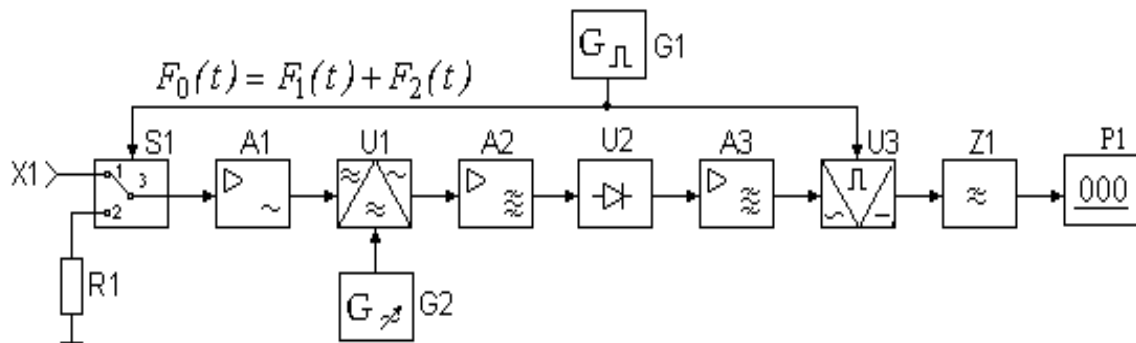 G G1
F₀(t) = F₁(t) + F₂(t)
S1 A1 U1 A2 U2 A3 U3 Z1 P1
X1 1 3 000
2
R1
G G2